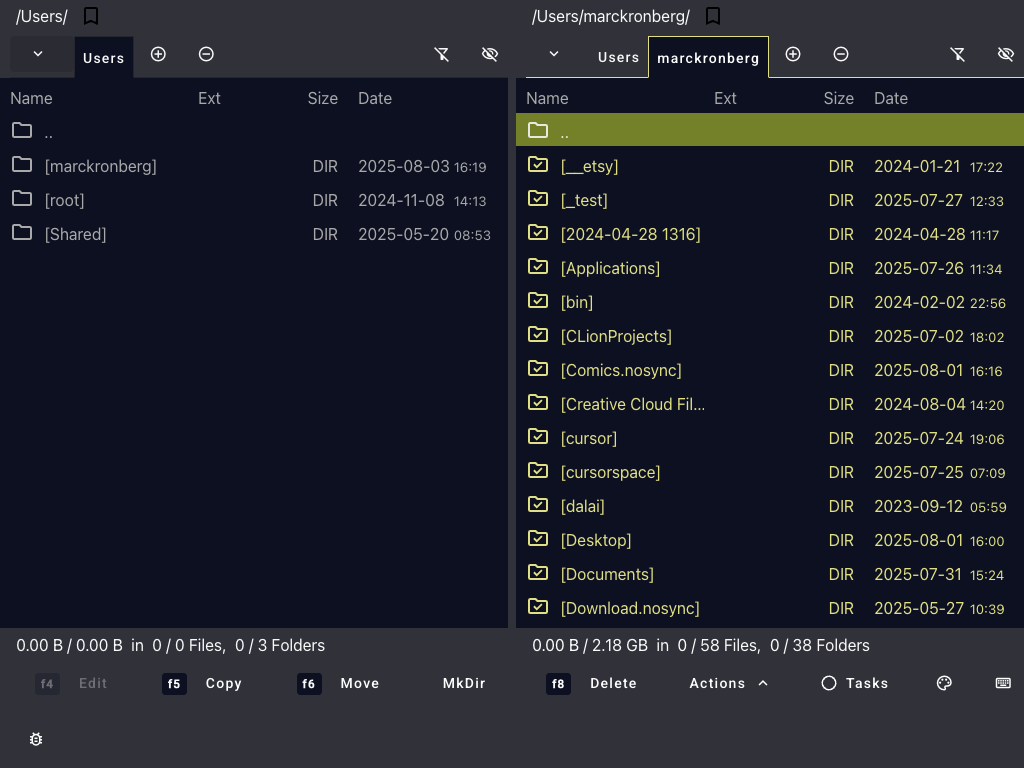 /Users/
Users
Name Ext Size Date
..
[marckronberg] DIR 2025-08-03 16:19
[root] DIR 2024-11-08 14:13
[Shared] DIR 2025-05-20 08:53
0.00 B / 0.00 B in 0 / 0 Files, 0 / 3 Folders
/Users/marckronberg/
Users marckronberg
Name Ext Size Date
..
[__etsy] DIR 2024-01-21 17:22
[_test] DIR 2025-07-27 12:33
[2024-04-28 1316] DIR 2024-04-28 11:17
[Applications] DIR 2025-07-26 11:34
[bin] DIR 2024-02-02 22:56
[CLionProjects] DIR 2025-07-02 18:02
[Comics.nosync] DIR 2025-08-01 16:16
[Creative Cloud Fil... DIR 2024-08-04 14:20
[cursor] DIR 2025-07-24 19:06
[cursorspace] DIR 2025-07-25 07:09
[dalai] DIR 2023-09-12 05:59
[Desktop] DIR 2025-08-01 16:00
[Documents] DIR 2025-07-31 15:24
[Download.nosync] DIR 2025-05-27 10:39
0.00 B / 2.18 GB in 0 / 58 Files, 0 / 38 Folders
f4 Edit f5 Copy f6 Move MkDir f8 Delete Actions Tasks